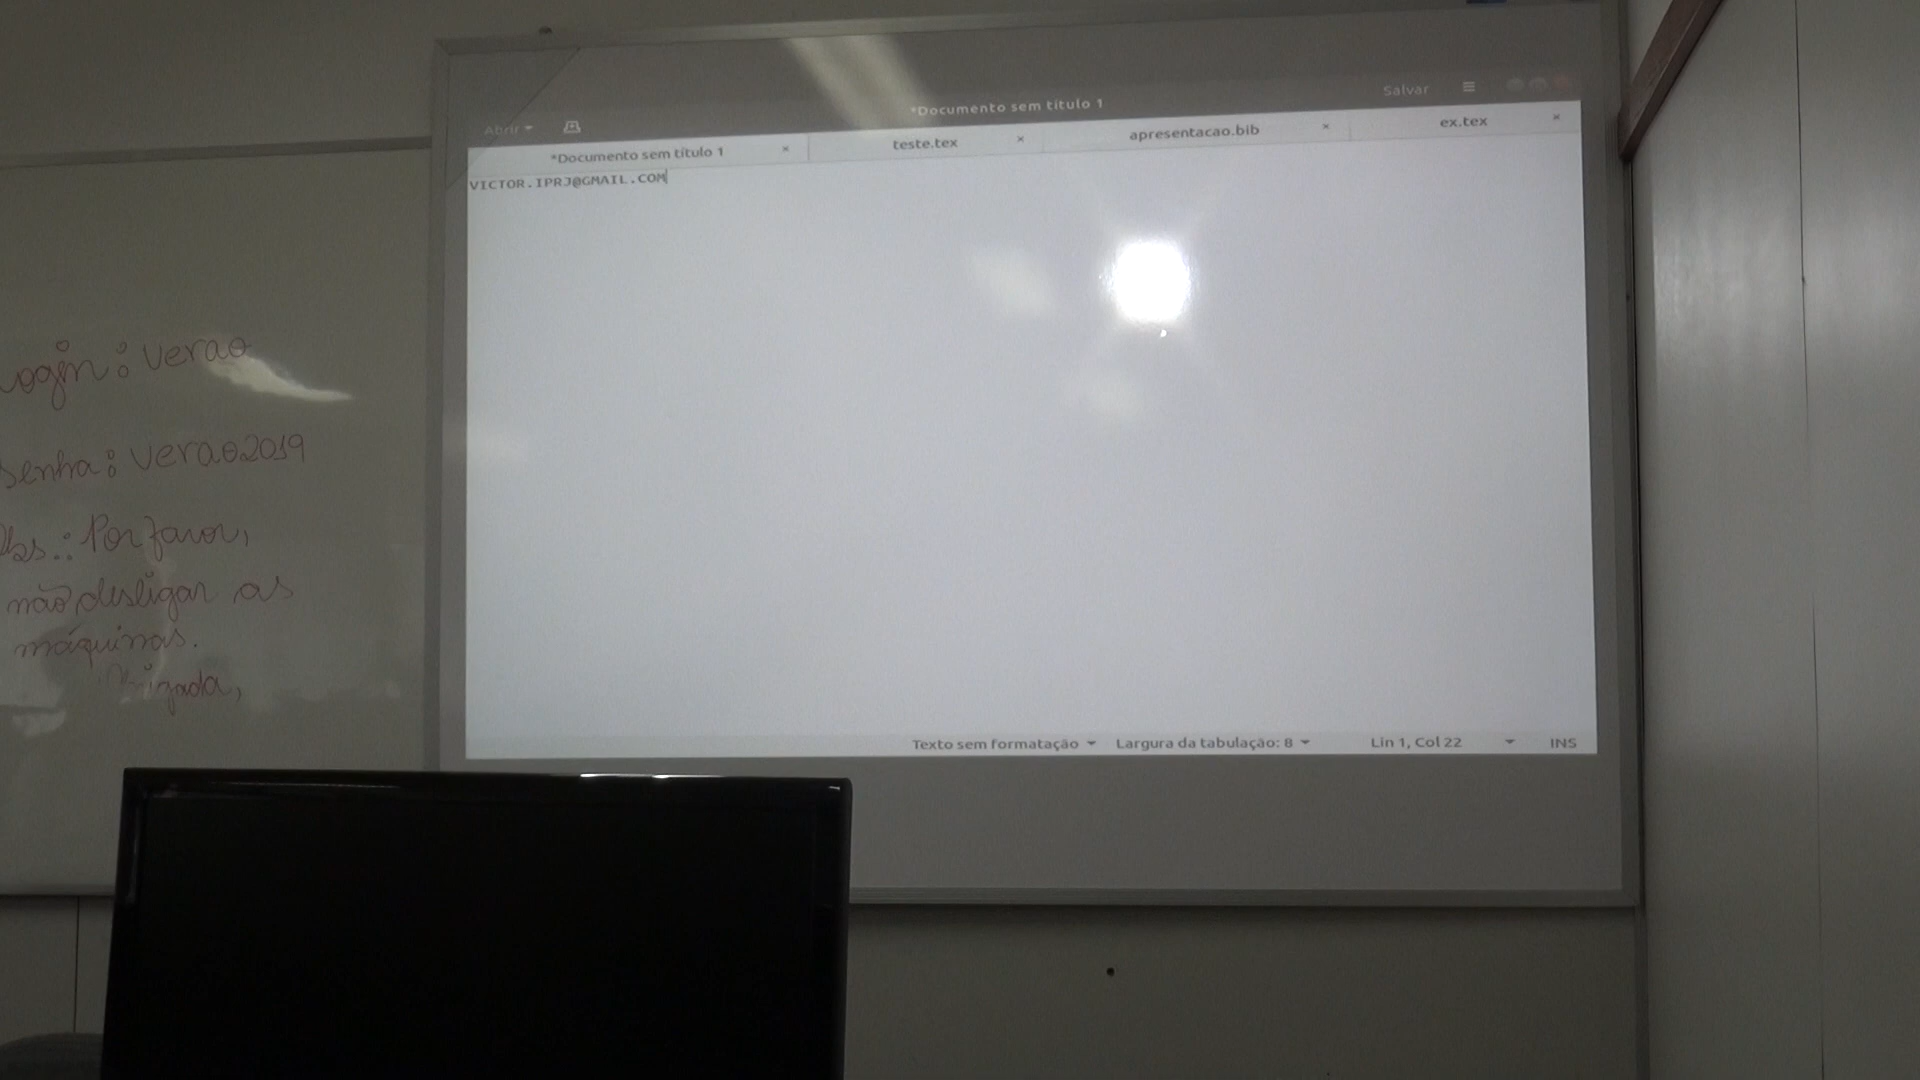 Login: verao
Senha: verao2019
Obs.: Por favor,
não desligar as
máquinas.
Obrigada,
*Documento sem título 1
Salvar
Abrir
*Documento sem título 1 × teste.tex × apresentacao.bib × ex.tex ×
VICTOR.IPRJ@GMAIL.COM
Texto sem formatação Largura da tabulação: 8 Lin 1, Col 22 INS